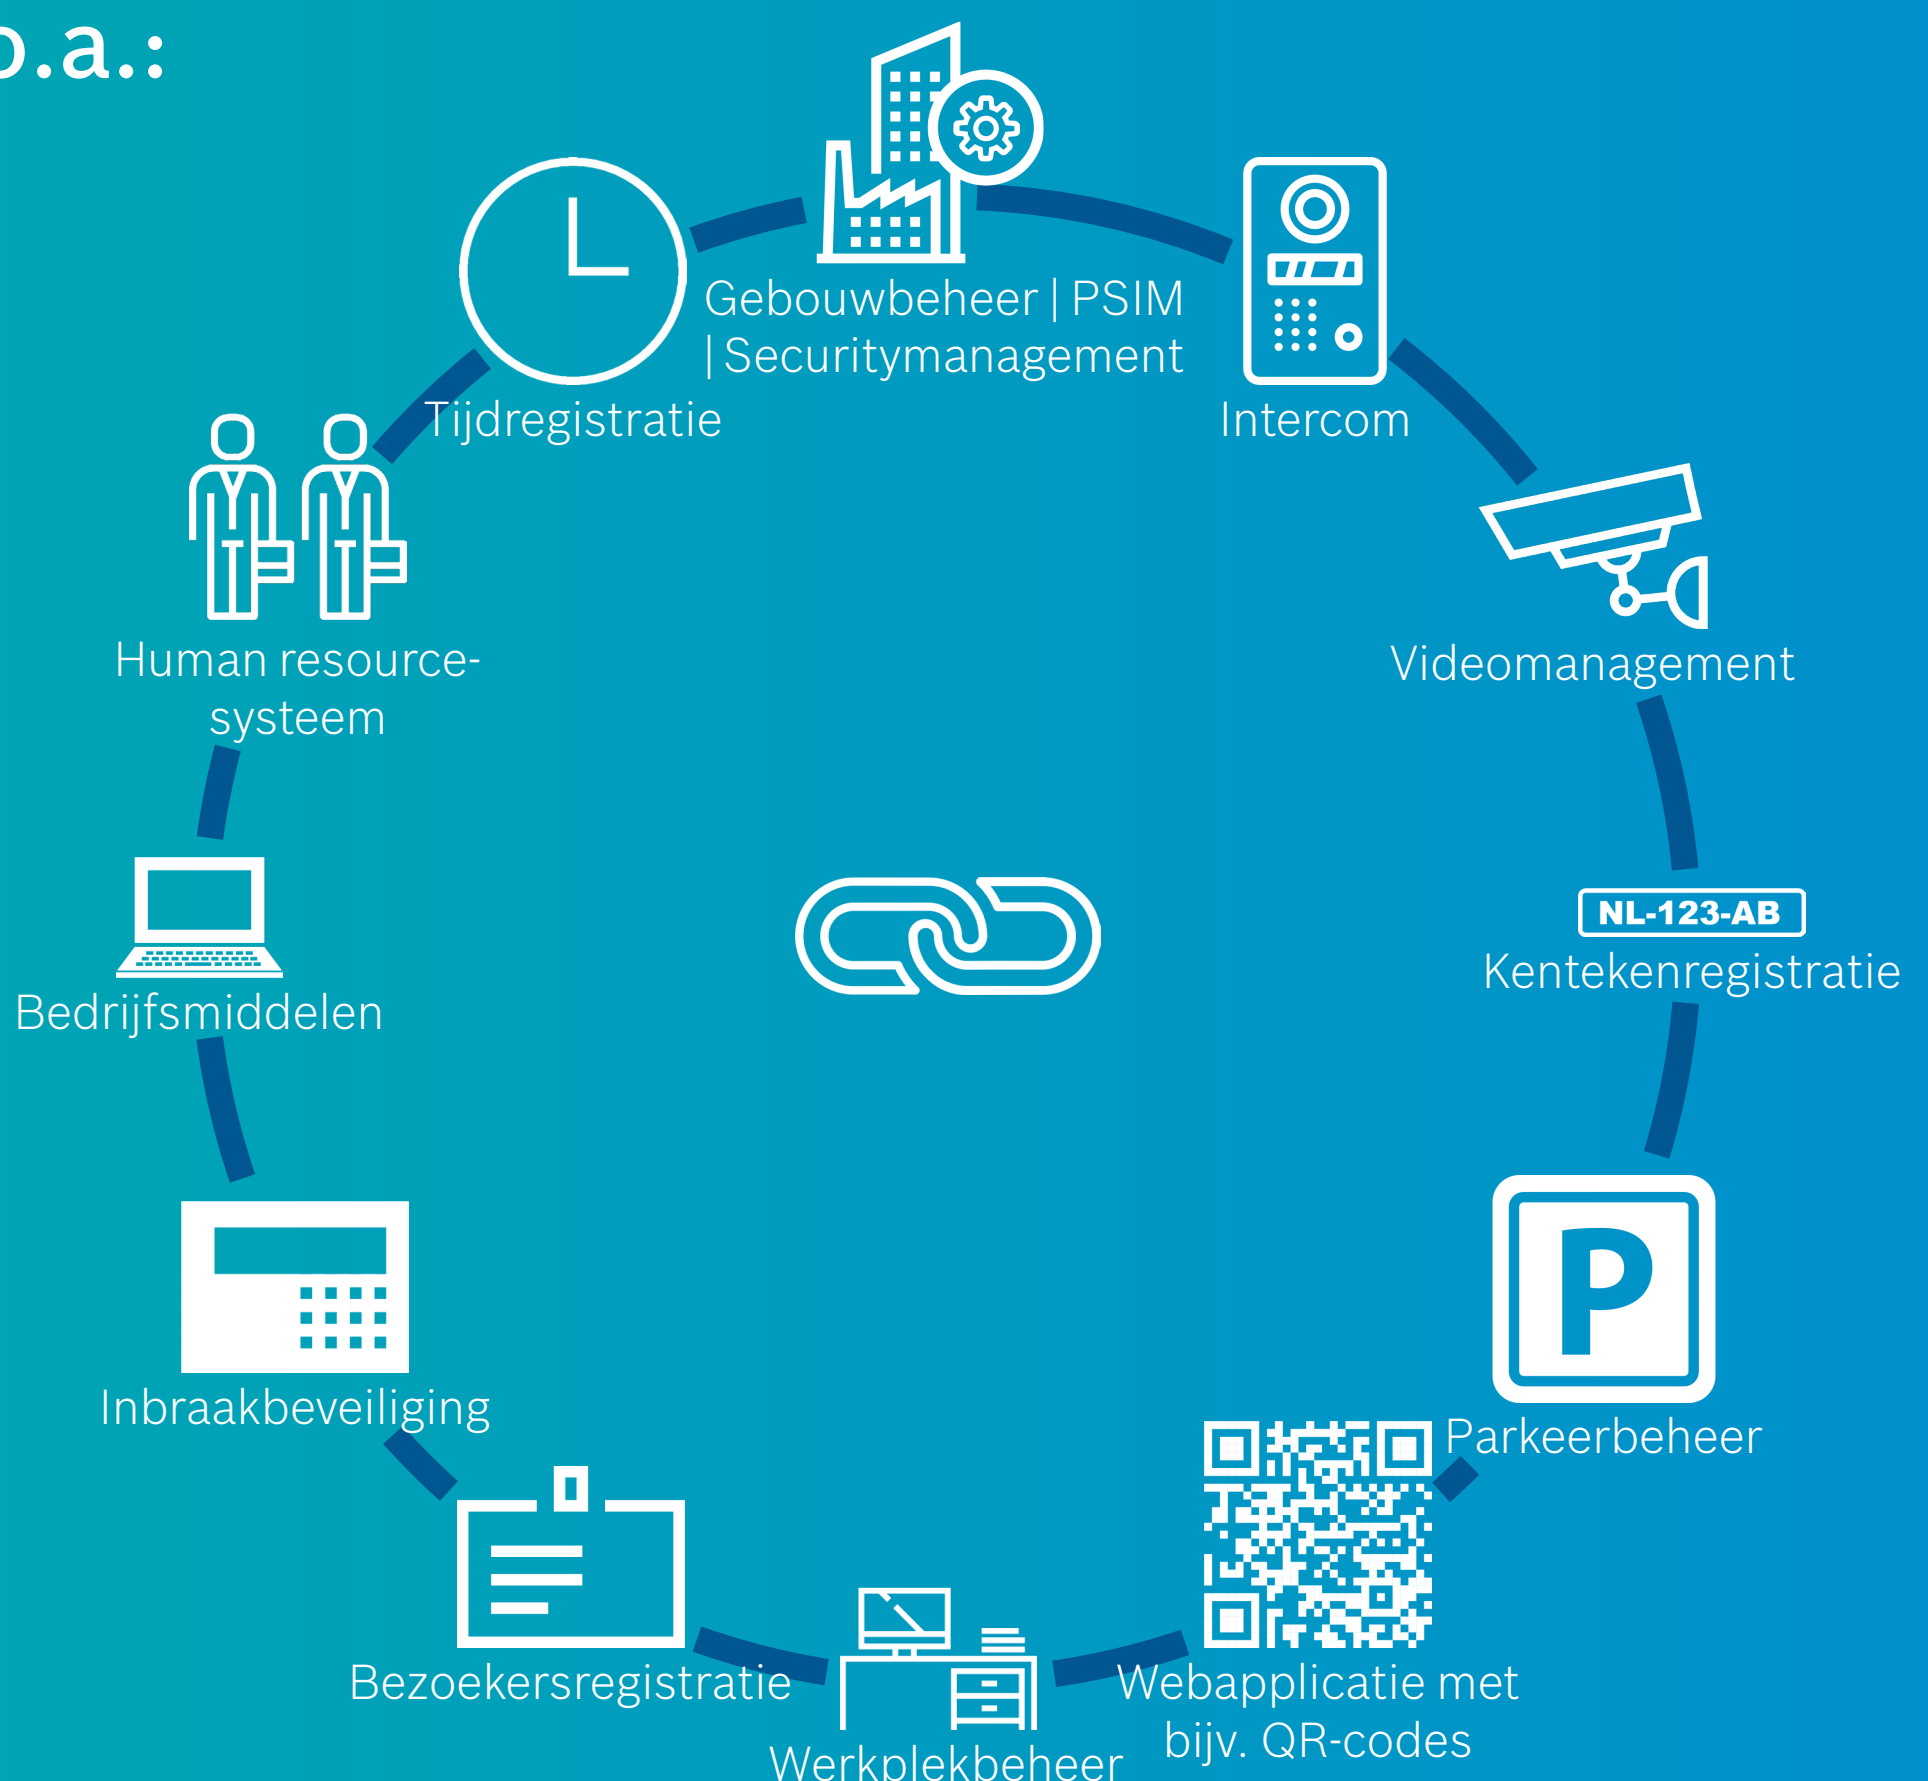 o.a.:
Gebouwbeheer | PSIM
| Securitymanagement
Tijdregistratie
Intercom
Human resource-
systeem
Videomanagement
NL-123-AB
Kentekenregistratie
Bedrijfsmiddelen
P
Inbraakbeveiliging
Parkeerbeheer
Bezoekersregistratie
Webapplicatie met
bijv. QR-codes
Werkplekbeheer